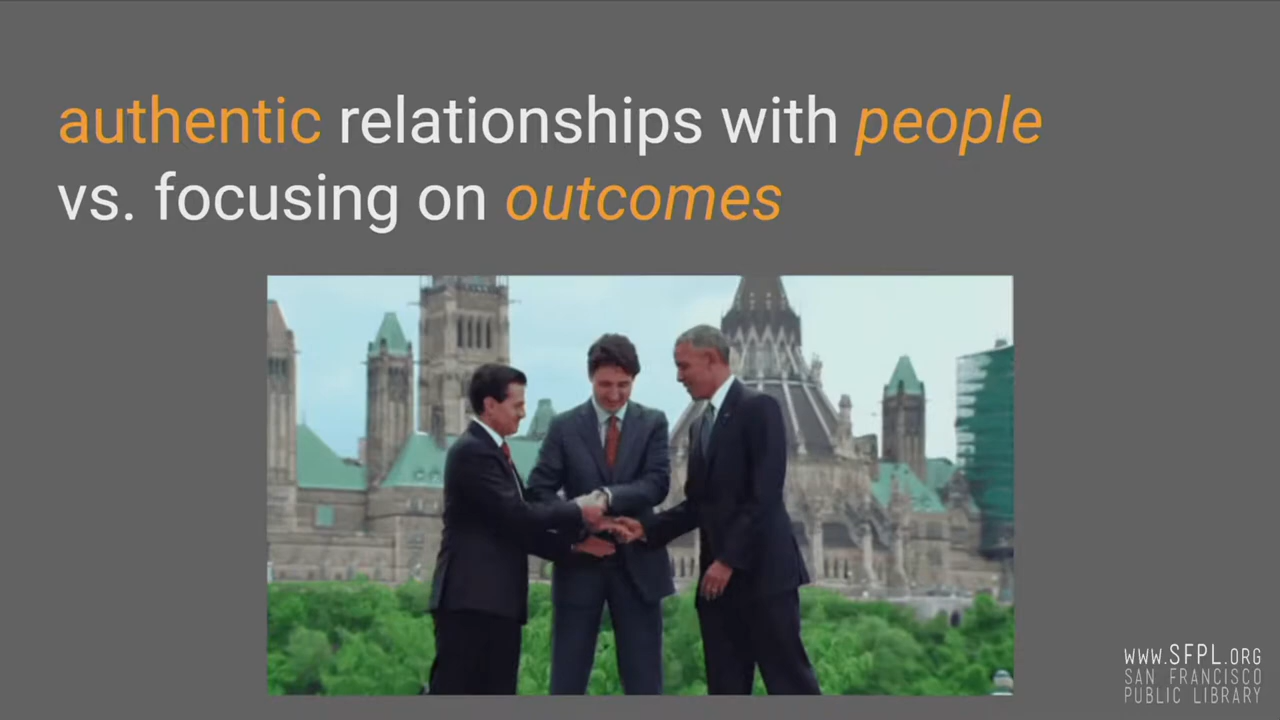 authentic relationships with people
vs. focusing on outcomes
www.SFPL.ORG
SAN FRANCISCO
PUBLIC LIBRARY